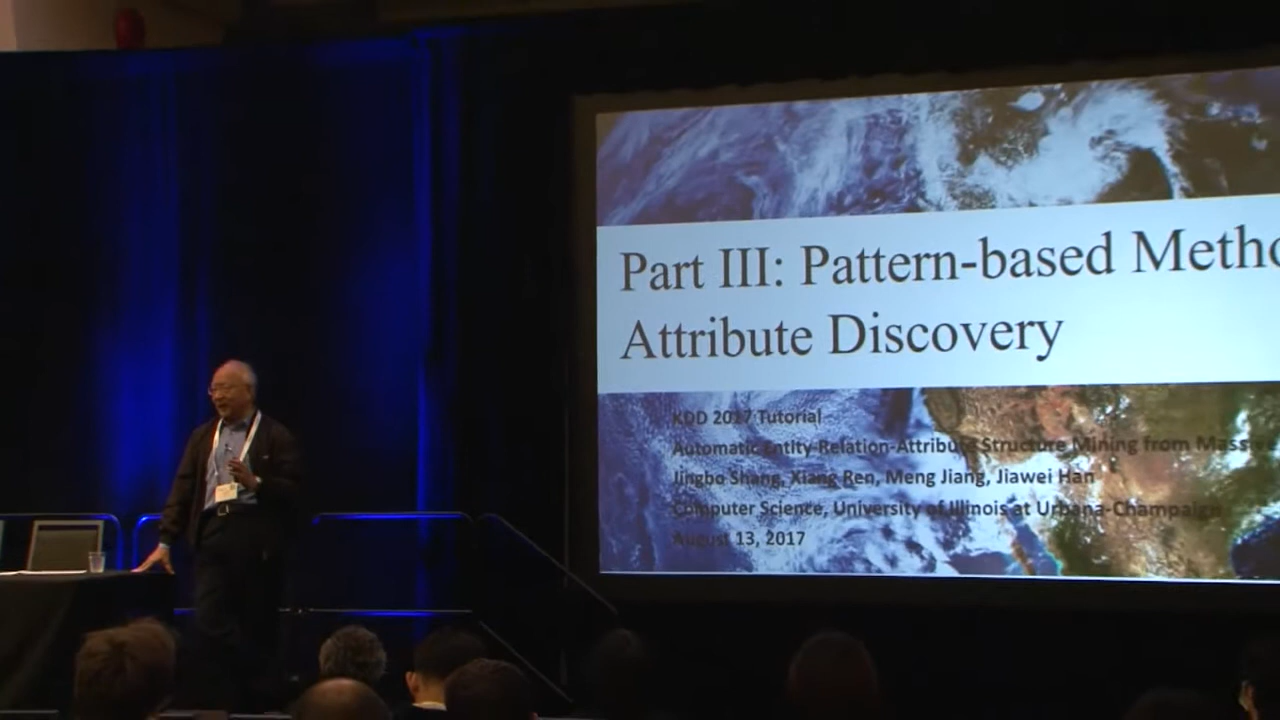 Part III: Pattern-based Metho
Attribute Discovery
KDD 2017 Tutorial
Automatic Entity-Relation-Attribute Structure Mining from Massive
Jingbo Shang, Xiang Ren, Meng Jiang, Jiawei Han
Computer Science, University of Illinois at Urbana-Champaign
August 13, 2017